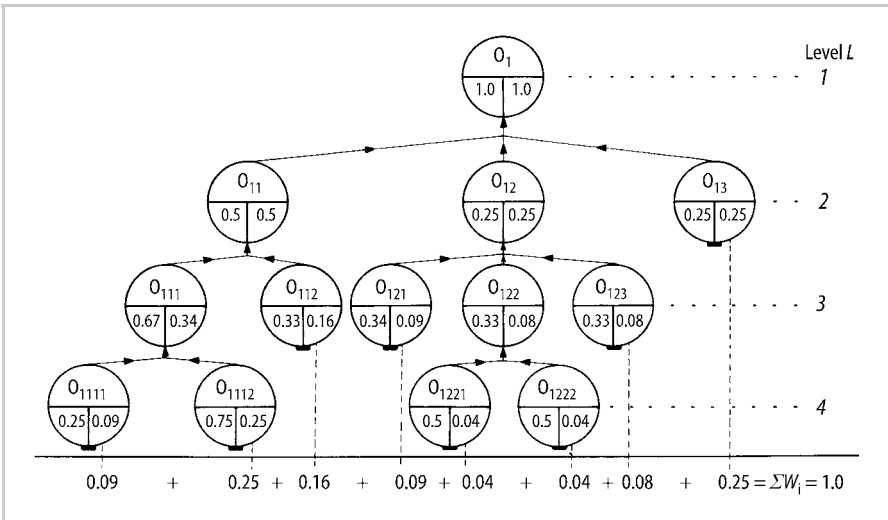 O₁ Level L
1.0 1.0 1
O₁₁ O₁₂ O₁₃
0.5 0.5 0.25 0.25 0.25 0.25 2
O₁₁₁ O₁₁₂ O₁₂₁ O₁₂₂ O₁₂₃
0.67 0.34 0.33 0.16 0.34 0.09 0.33 0.08 0.33 0.08 3
O₁₁₁₁ O₁₁₁₂ O₁₂₂₁ O₁₂₂₂
0.25 0.09 0.75 0.25 0.5 0.04 0.5 0.04 4
0.09 + 0.25 + 0.16 + 0.09 + 0.04 + 0.04 + 0.08 + 0.25 = ΣWᵢ = 1.0